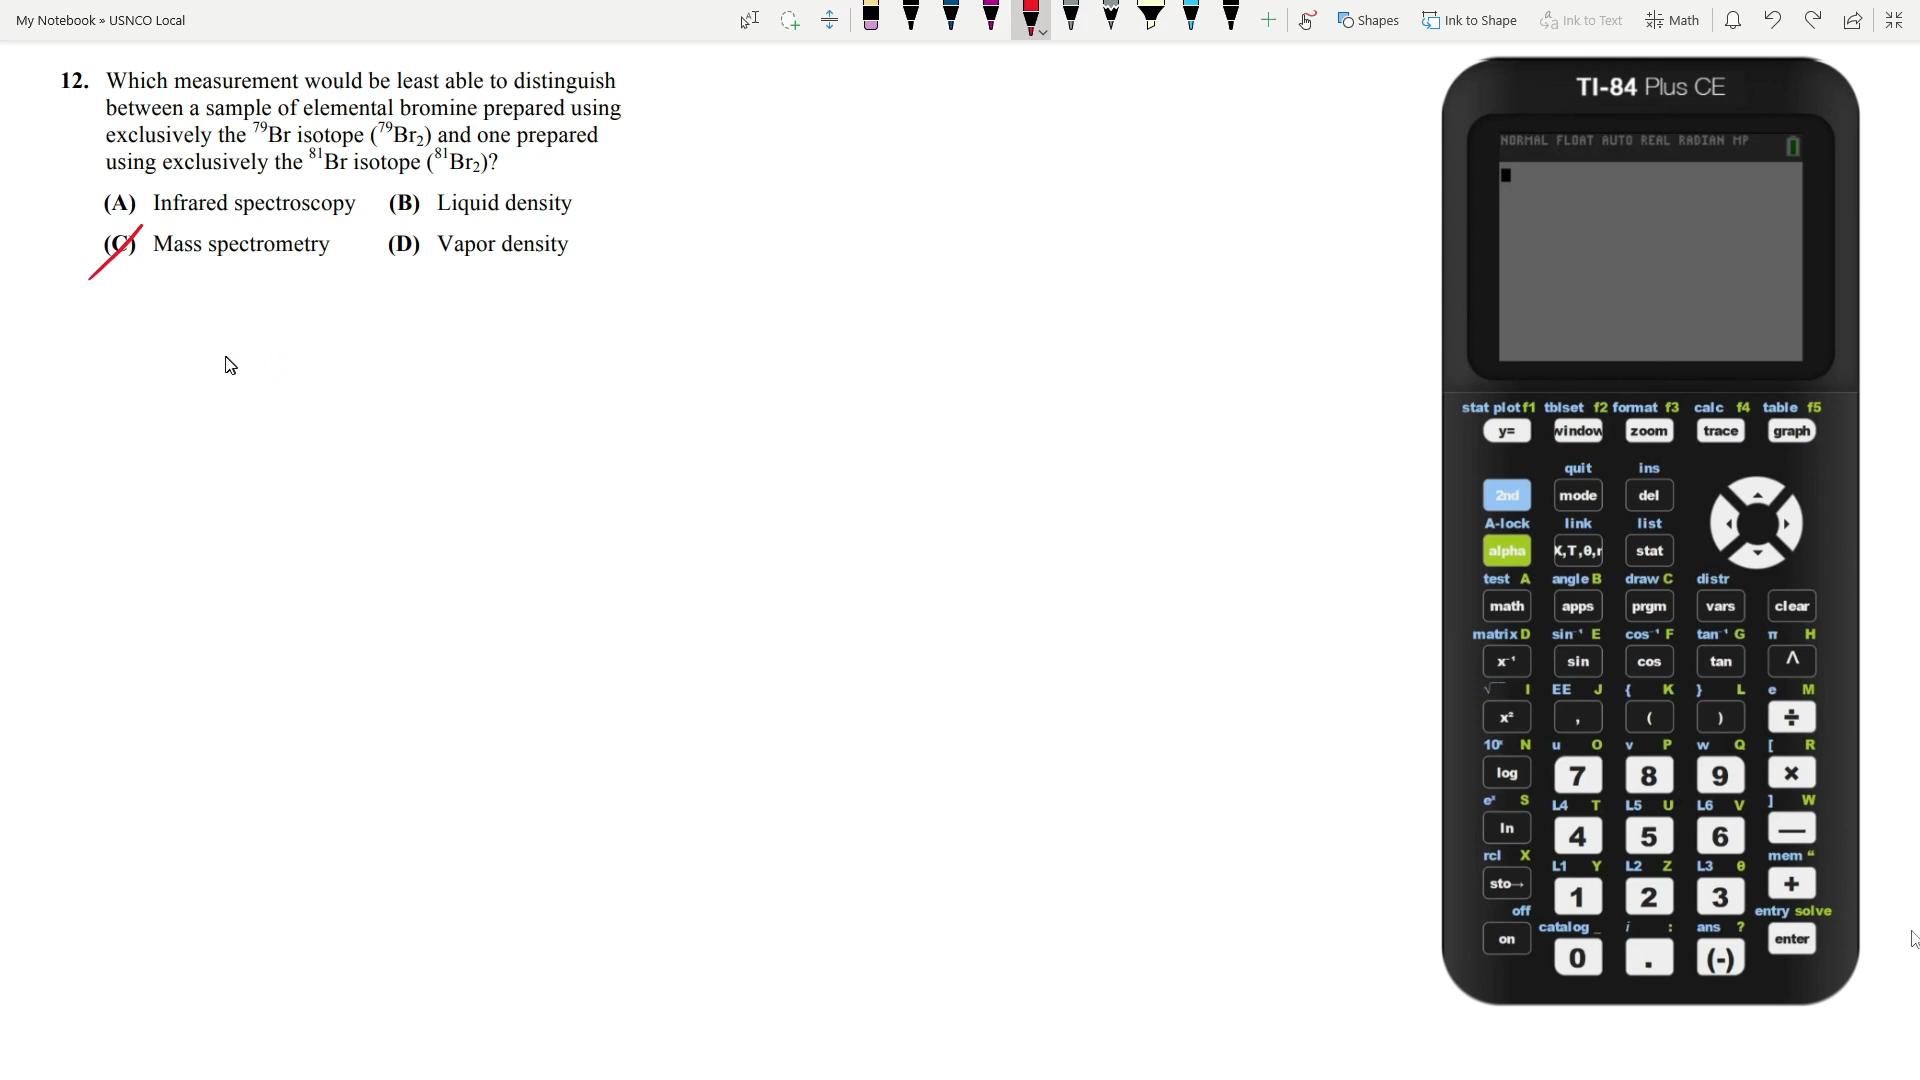 My Notebook » USNCO Local
Shapes
Ink to Shape
Ink to Text
Math
12. Which measurement would be least able to distinguish
between a sample of elemental bromine prepared using
exclusively the ⁷⁹Br isotope (⁷⁹Br₂) and one prepared
using exclusively the ⁸¹Br isotope (⁸¹Br₂)?
(A) Infrared spectroscopy (B) Liquid density
(C) Mass spectrometry (D) Vapor density
TI-84 Plus CE
NORMAL FLOAT AUTO REAL RADIAN MP
stat plot f1 tblset f2 format f3 calc f4 table f5
y= window zoom trace graph
quit ins
2nd mode del
A-lock link list
alpha X,T,θ,n stat
test A angle B draw C distr
math apps prgm vars clear
matrix D sin⁻¹ E cos⁻¹ F tan⁻¹ G π H
x⁻¹ sin cos tan ^
√ I EE J { K } L e M
x² , ( ) ÷
10ˣ N u O v P w Q [ R
log 7 8 9 ×
eˣ S L4 T L5 U L6 V ] W
ln 4 5 6 —
rcl X L1 Y L2 Z L3 θ mem "
sto→ 1 2 3 +
off catalog _ i : ans ? entry solve
on 0 . (-) enter